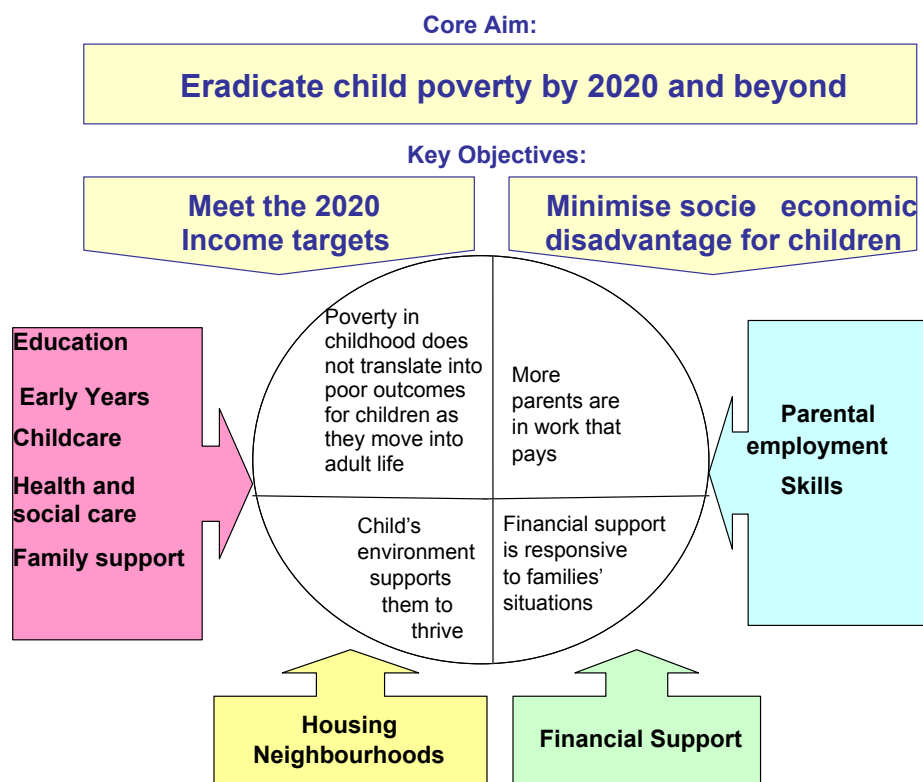 Core Aim:
Eradicate child poverty by 2020 and beyond
Key Objectives:
Meet the 2020
Income targets
Minimise socio- economic
disadvantage for children
Poverty in
childhood does
not translate into
poor outcomes
for children as
they move into
adult life
More
parents are
in work that
pays
Child's
environment
supports
them to
thrive
Financial support
is responsive
to families'
situations
Education
Early Years
Childcare
Health and
social care
Family support
Parental
employment
Skills
Housing
Neighbourhoods
Financial Support